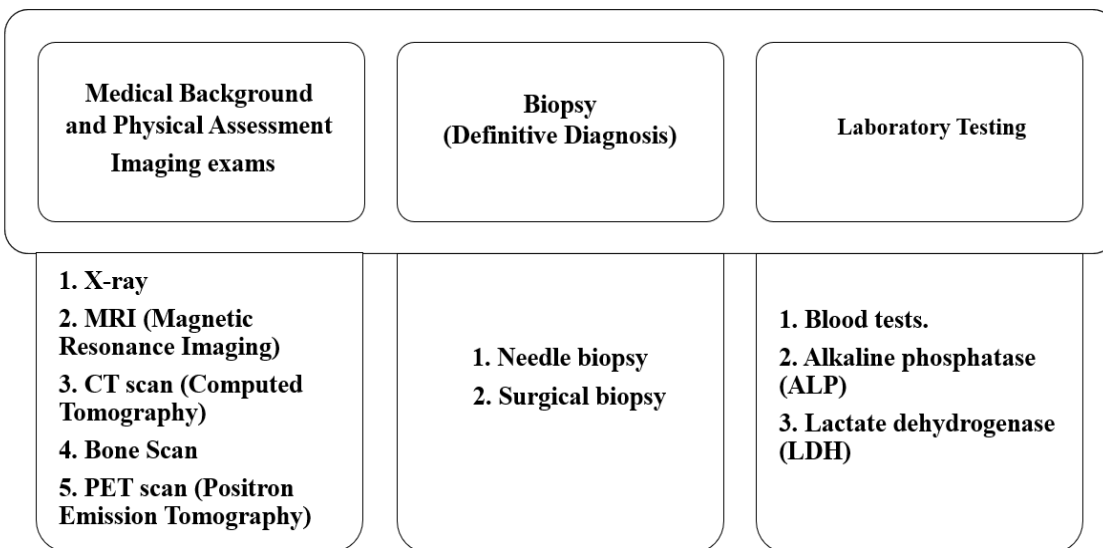 Medical Background
and Physical Assessment
Imaging exams
1. X-ray
2. MRI (Magnetic
Resonance Imaging)
3. CT scan (Computed
Tomography)
4. Bone Scan
5. PET scan (Positron
Emission Tomography)
Biopsy
(Definitive Diagnosis)
1. Needle biopsy
2. Surgical biopsy
Laboratory Testing
1. Blood tests.
2. Alkaline phosphatase
(ALP)
3. Lactate dehydrogenase
(LDH)